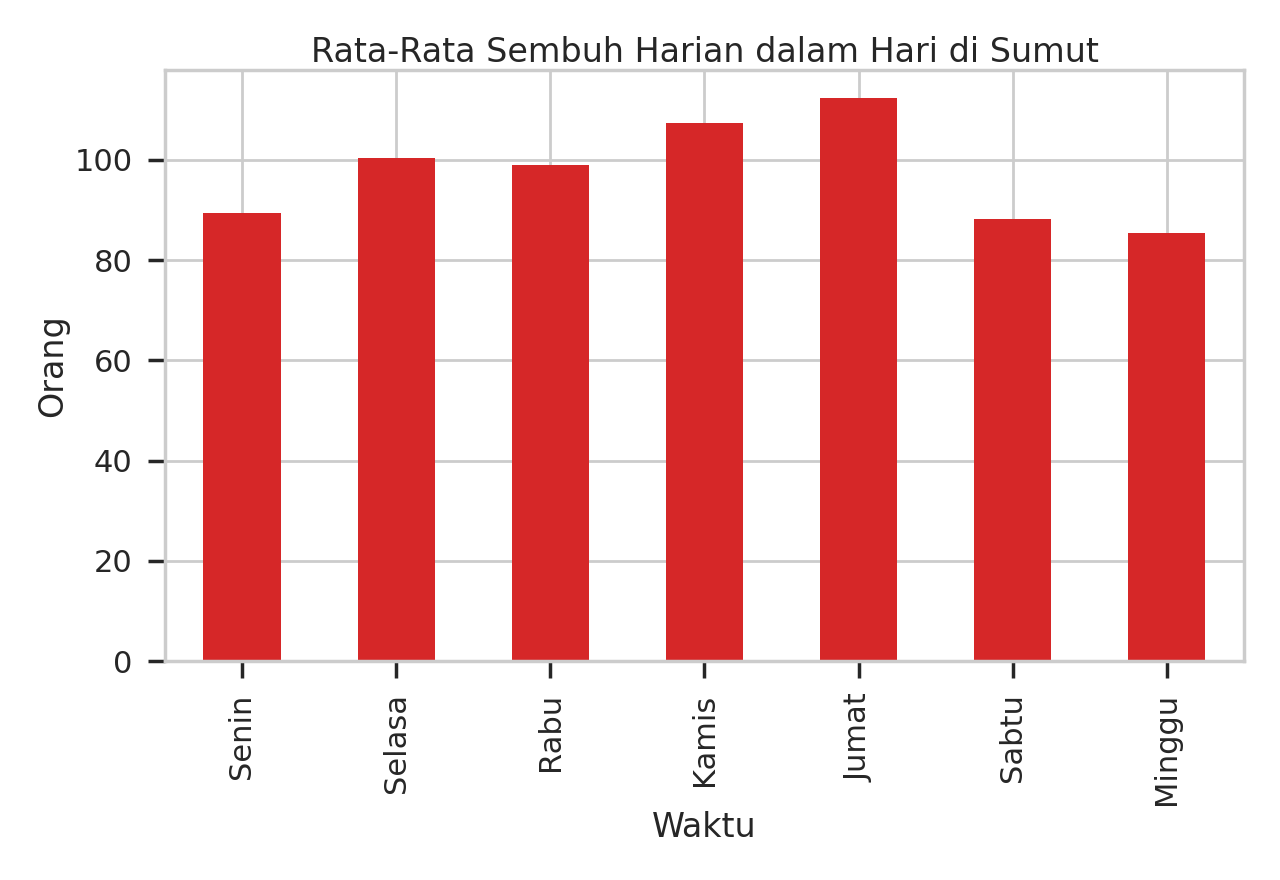 Rata-Rata Sembuh Harian dalam Hari di Sumut
Orang
100
80
60
40
20
0
Senin
Selasa
Rabu
Kamis
Jumat
Sabtu
Minggu
Waktu